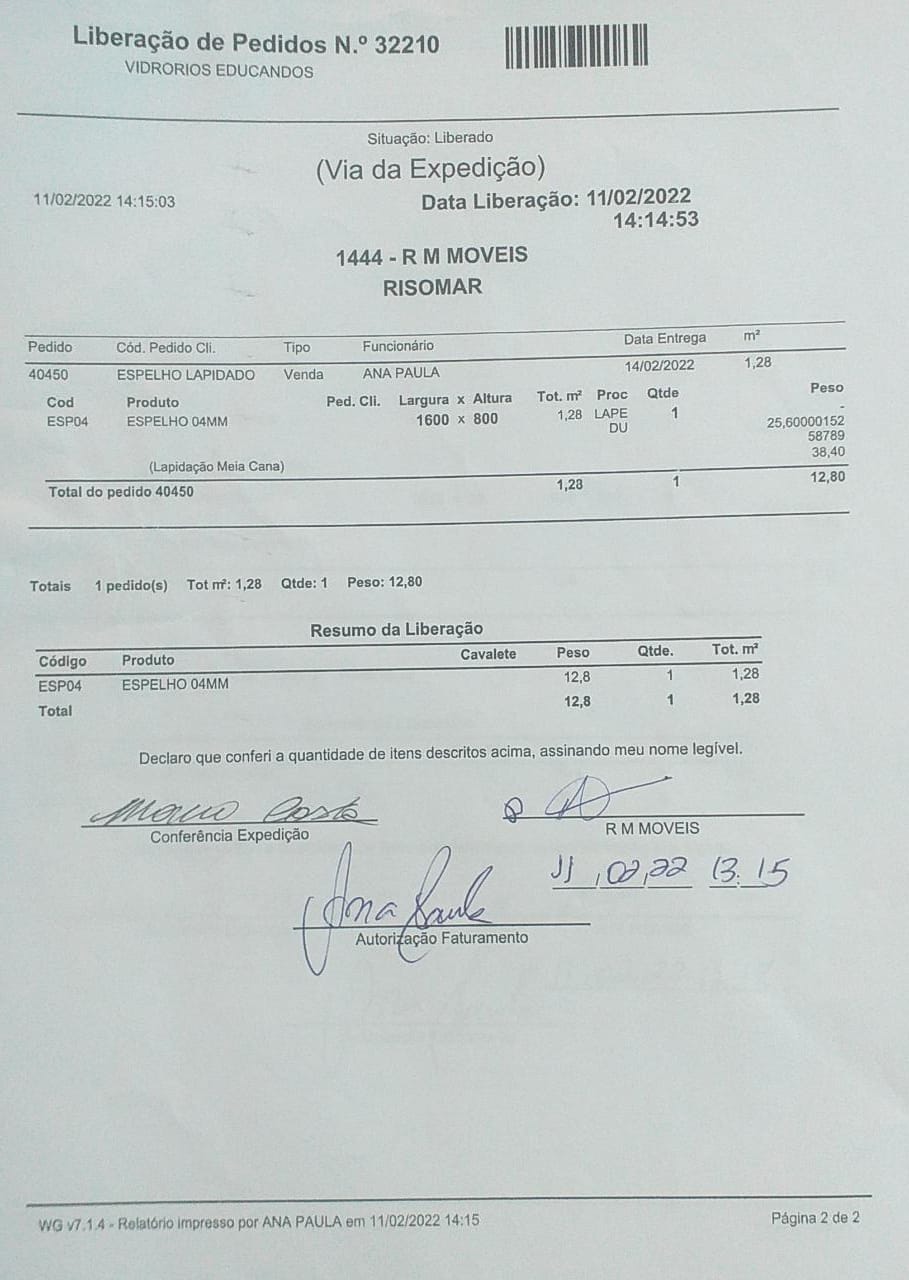 Liberação de Pedidos N.º 32210
VIDRORIOS EDUCANDOS
Situação: Liberado
(Via da Expedição)
11/02/2022 14:15:03
Data Liberação: 11/02/2022
14:14:53
1444 - R M MOVEIS
RISOMAR
Pedido Cód. Pedido Cli. Tipo Funcionário Data Entrega m²
40450 ESPELHO LAPIDADO Venda ANA PAULA 14/02/2022 1,28
Cod Produto Ped. Cli. Largura x Altura Tot. m² Proc Qtde Peso
ESP04 ESPELHO 04MM 1600 x 800 1,28 LAPE 1 -
DU 25,60000152
58789
38,40
(Lapidação Meia Cana)
Total do pedido 40450 1,28 1 12,80
Totais 1 pedido(s) Tot m²: 1,28 Qtde: 1 Peso: 12,80
Resumo da Liberação
Código Produto Cavalete Peso Qtde. Tot. m²
ESP04 ESPELHO 04MM 12,8 1 1,28
Total 12,8 1 1,28
Declaro que conferi a quantidade de itens descritos acima, assinando meu nome legível.
Costa
Conferência Expedição R M MOVEIS
11,02,22 13:15
Ana Paula
Autorização Faturamento
WG v7.1.4 - Relatório impresso por ANA PAULA em 11/02/2022 14:15 Página 2 de 2